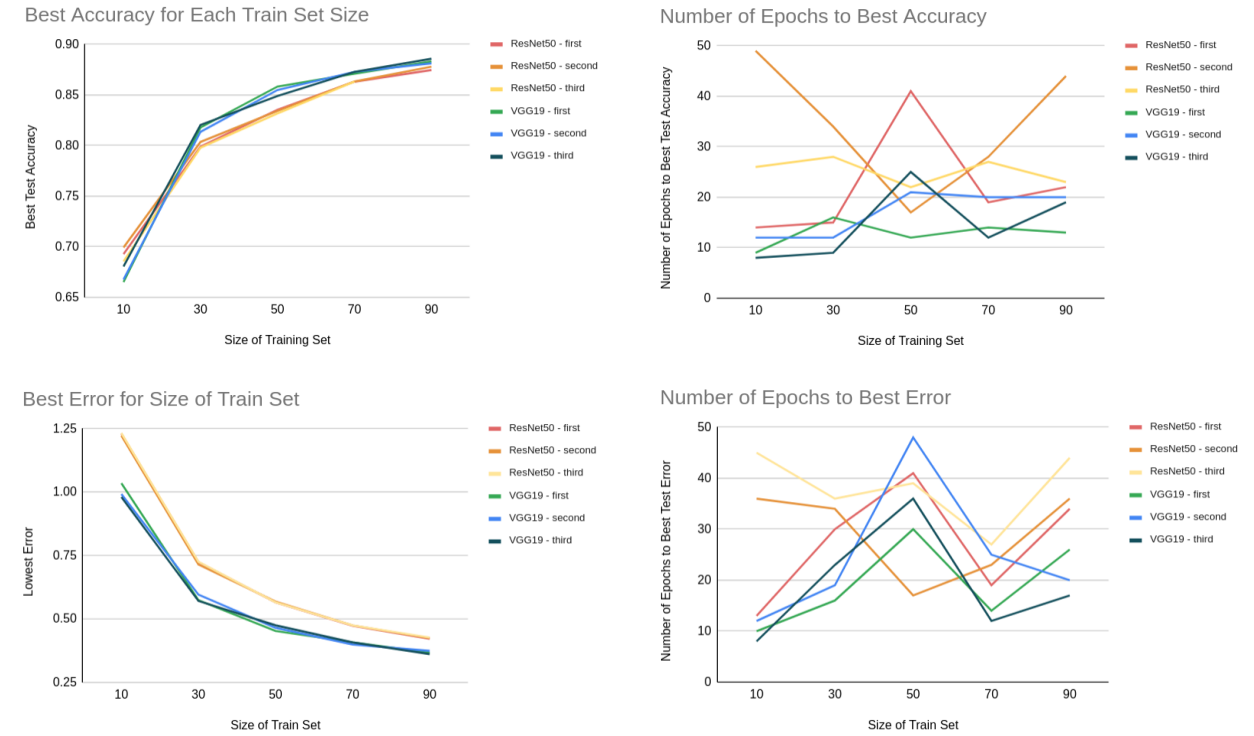 Best Accuracy for Each Train Set Size
0.90
0.85
0.80
0.75
0.70
0.65
Best Test Accuracy
10 30 50 70 90
Size of Training Set
ResNet50 - first
ResNet50 - second
ResNet50 - third
VGG19 - first
VGG19 - second
VGG19 - third
Number of Epochs to Best Accuracy
50
40
30
20
10
0
Number of Epochs to Best Test Accuracy
10 30 50 70 90
Size of Training Set
ResNet50 - first
ResNet50 - second
ResNet50 - third
VGG19 - first
VGG19 - second
VGG19 - third
Best Error for Size of Train Set
1.25
1.00
0.75
0.50
0.25
Lowest Error
10 30 50 70 90
Size of Train Set
ResNet50 - first
ResNet50 - second
ResNet50 - third
VGG19 - first
VGG19 - second
VGG19 - third
Number of Epochs to Best Error
50
40
30
20
10
0
Number of Epochs to Best Test Error
10 30 50 70 90
Size of Train Set
ResNet50 - first
ResNet50 - second
ResNet50 - third
VGG19 - first
VGG19 - second
VGG19 - third